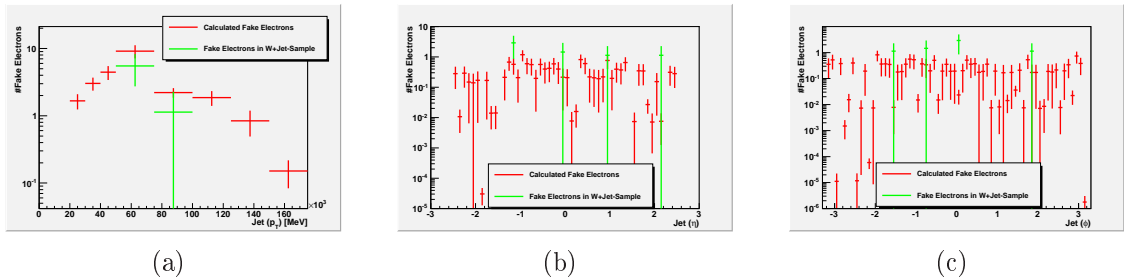 #Fake Electrons
10
1
10⁻¹
0 20 40 60 80 100 120 140 160
×10³
Jet (p_T) [MeV]
Calculated Fake Electrons
Fake Electrons in W+Jet-Sample
(a)
#Fake Electrons
10
1
10⁻¹
10⁻²
10⁻³
10⁻⁴
10⁻⁵
10⁻⁶
-3 -2 -1 0 1 2 3
Jet (η)
Calculated Fake Electrons
Fake Electrons in W+Jet-Sample
(b)
#Fake Electrons
10
1
10⁻¹
10⁻²
10⁻³
10⁻⁴
10⁻⁵
10⁻⁶
-3 -2 -1 0 1 2 3
Jet (ϕ)
Calculated Fake Electrons
Fake Electrons in W+Jet-Sample
(c)